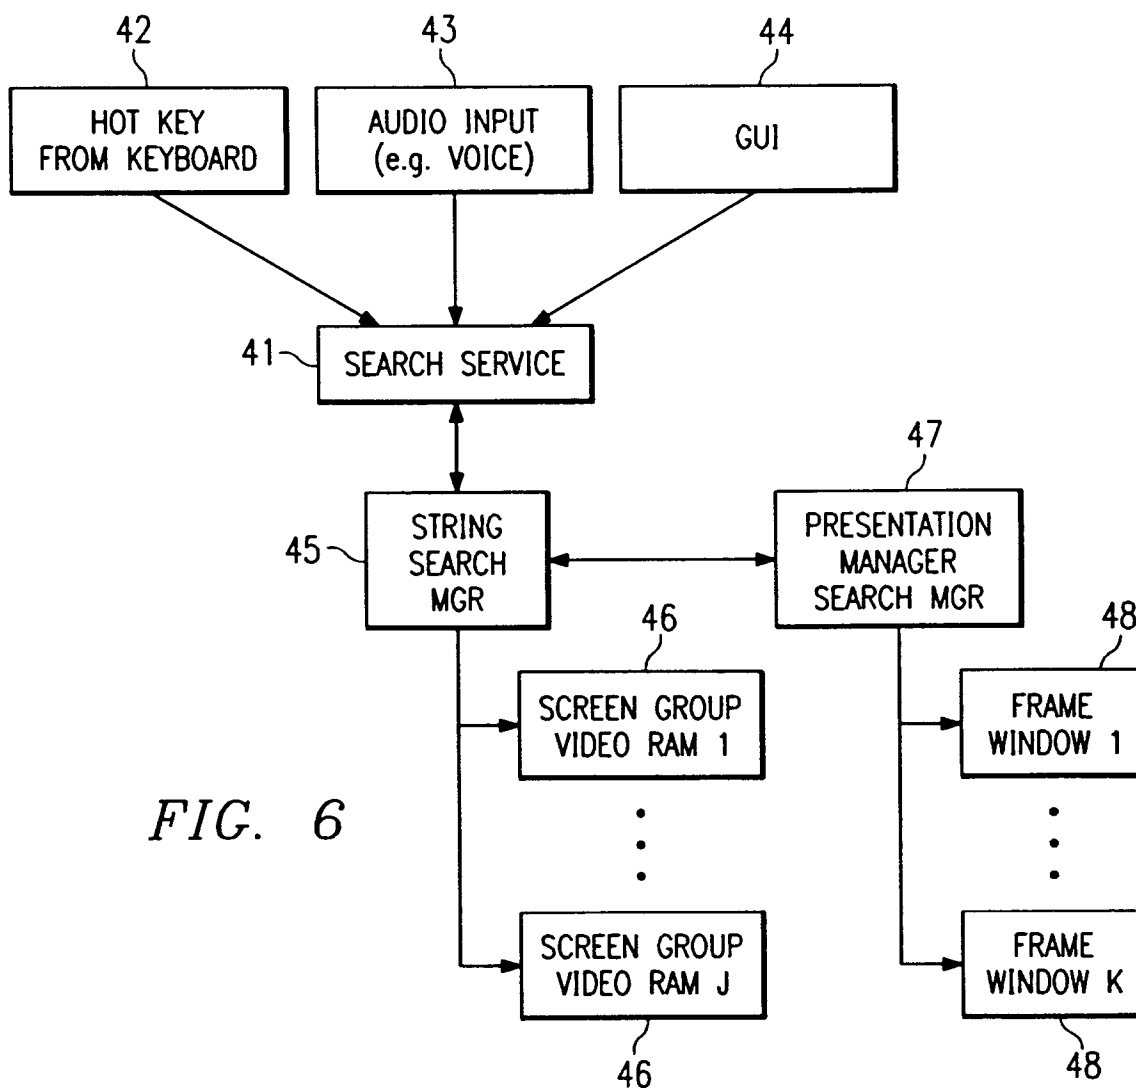 42
43
44
HOT KEY
FROM KEYBOARD
AUDIO INPUT
(e.g. VOICE)
GUI
41
SEARCH SERVICE
47
45
STRING
SEARCH
MGR
PRESENTATION
MANAGER
SEARCH MGR
46
48
SCREEN GROUP
VIDEO RAM 1
FRAME
WINDOW 1
FIG. 6
SCREEN GROUP
VIDEO RAM J
FRAME
WINDOW K
46
48